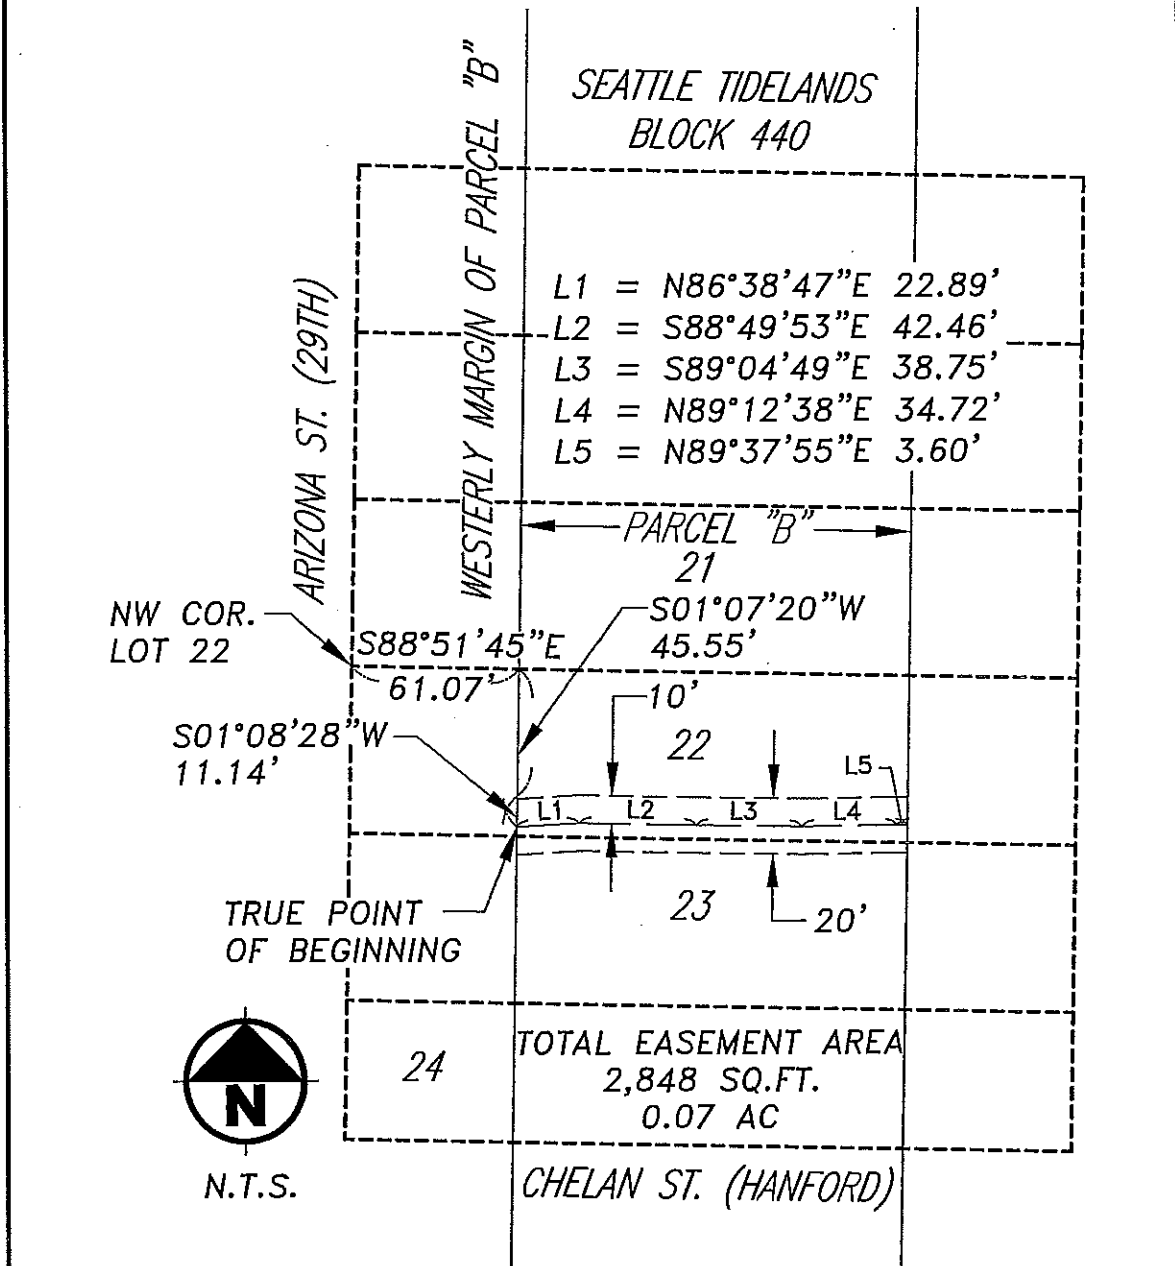 SEATTLE TIDELANDS
BLOCK 440
WESTERLY MARGIN OF PARCEL "B"
ARIZONA ST. (29TH)
L1 = N86°38'47"E 22.89'
L2 = S88°49'53"E 42.46'
L3 = S89°04'49"E 38.75'
L4 = N89°12'38"E 34.72'
L5 = N89°37'55"E 3.60'
PARCEL "B"
21
NW COR.
LOT 22
S01°07'20"W
45.55'
S88°51'45"E
61.07'
10'
S01°08'28"W
11.14'
22
L5
L1
L2
L3
L4
TRUE POINT
OF BEGINNING
23
20'
24
TOTAL EASEMENT AREA
2,848 SQ.FT.
0.07 AC
N
N.T.S.
CHELAN ST. (HANFORD)